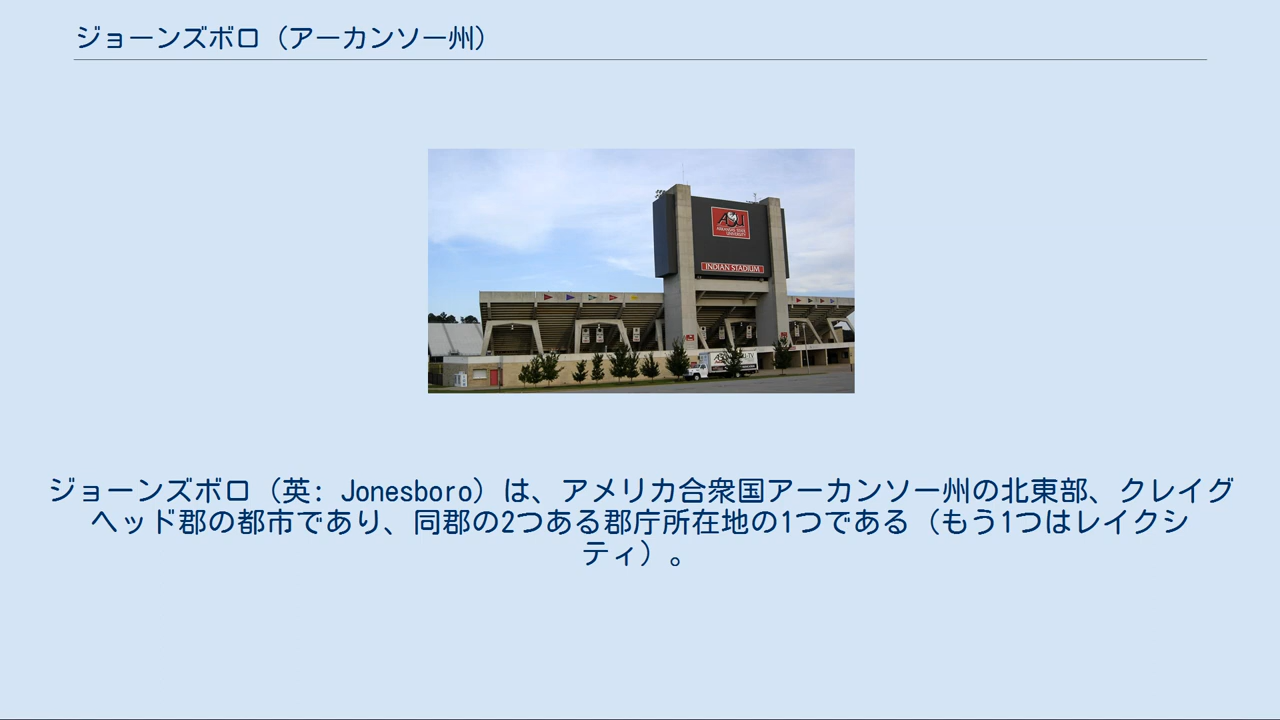 ジョーンズボロ（アーカンソー州）
ASU
ARKANSAS STATE
UNIVERSITY
INDIAN STADIUM
ジョーンズボロ（英: Jonesboro）は、アメリカ合衆国アーカンソー州の北東部、クレイグ
ヘッド郡の都市であり、同郡の2つある郡庁所在地の1つである（もう1つはレイクシ
ティ）。